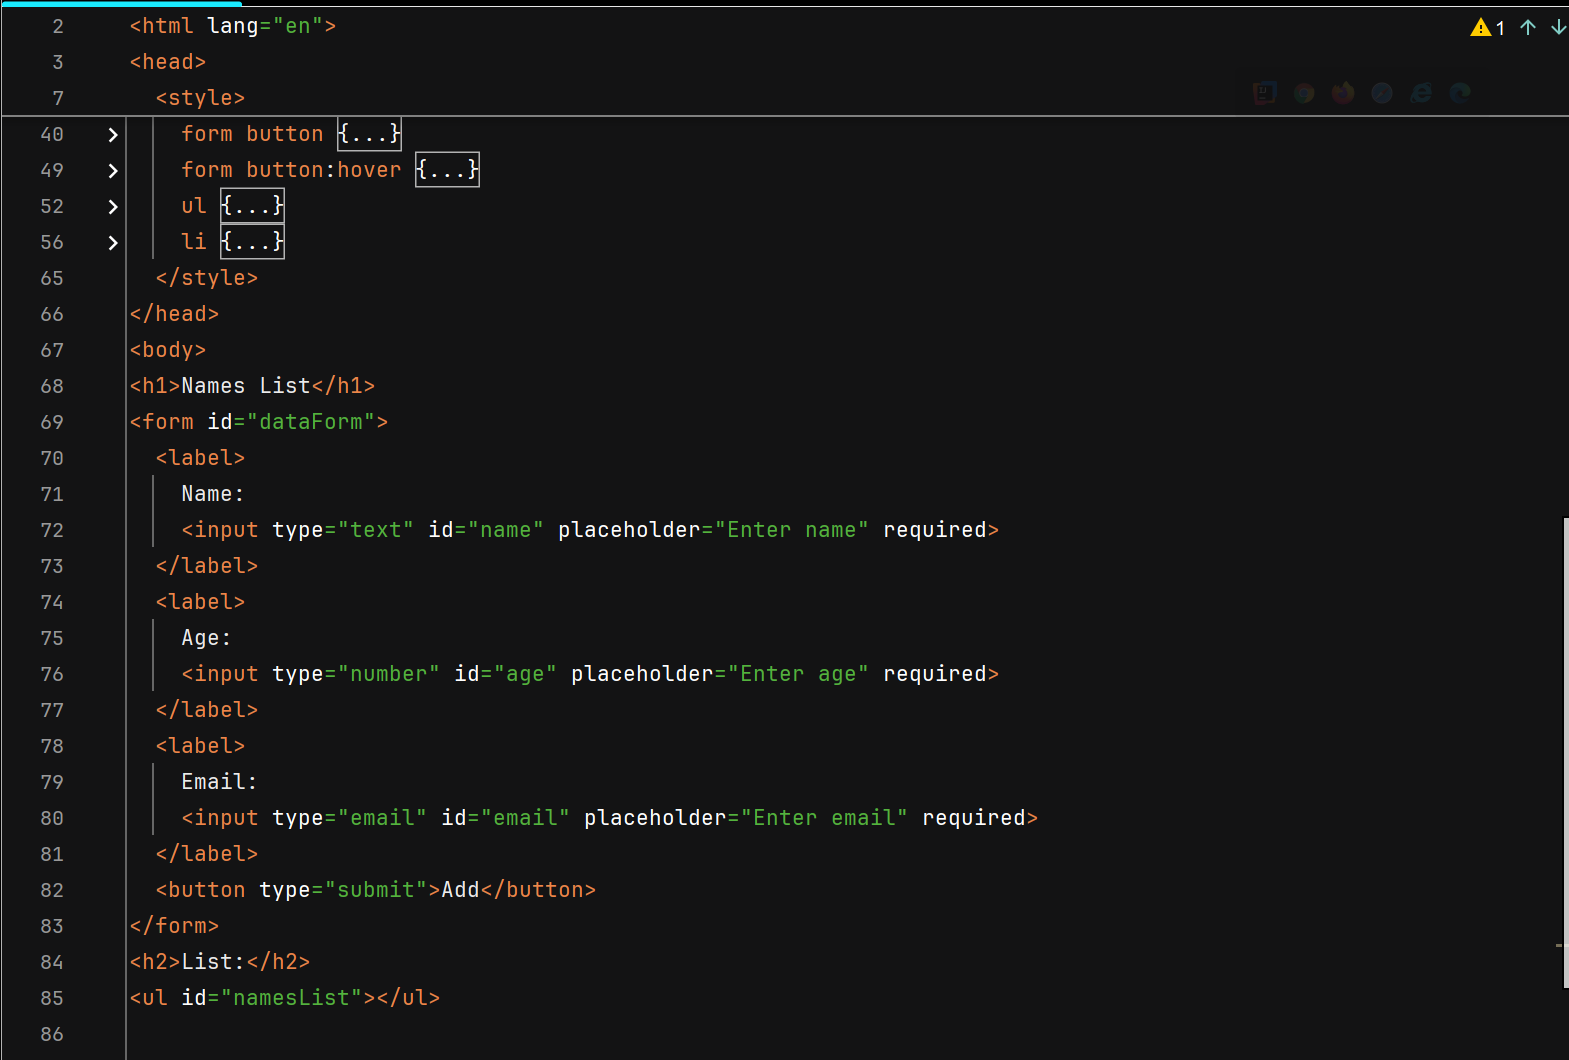 2 <html lang="en">
1
3 <head>
7 <style>
40 form button {...}
49 form button:hover {...}
52 ul {...}
56 li {...}
65 </style>
66 </head>
67 <body>
68 <h1>Names List</h1>
69 <form id="dataForm">
70 <label>
71 Name:
72 <input type="text" id="name" placeholder="Enter name" required>
73 </label>
74 <label>
75 Age:
76 <input type="number" id="age" placeholder="Enter age" required>
77 </label>
78 <label>
79 Email:
80 <input type="email" id="email" placeholder="Enter email" required>
81 </label>
82 <button type="submit">Add</button>
83 </form>
84 <h2>List:</h2>
85 <ul id="namesList"></ul>
86